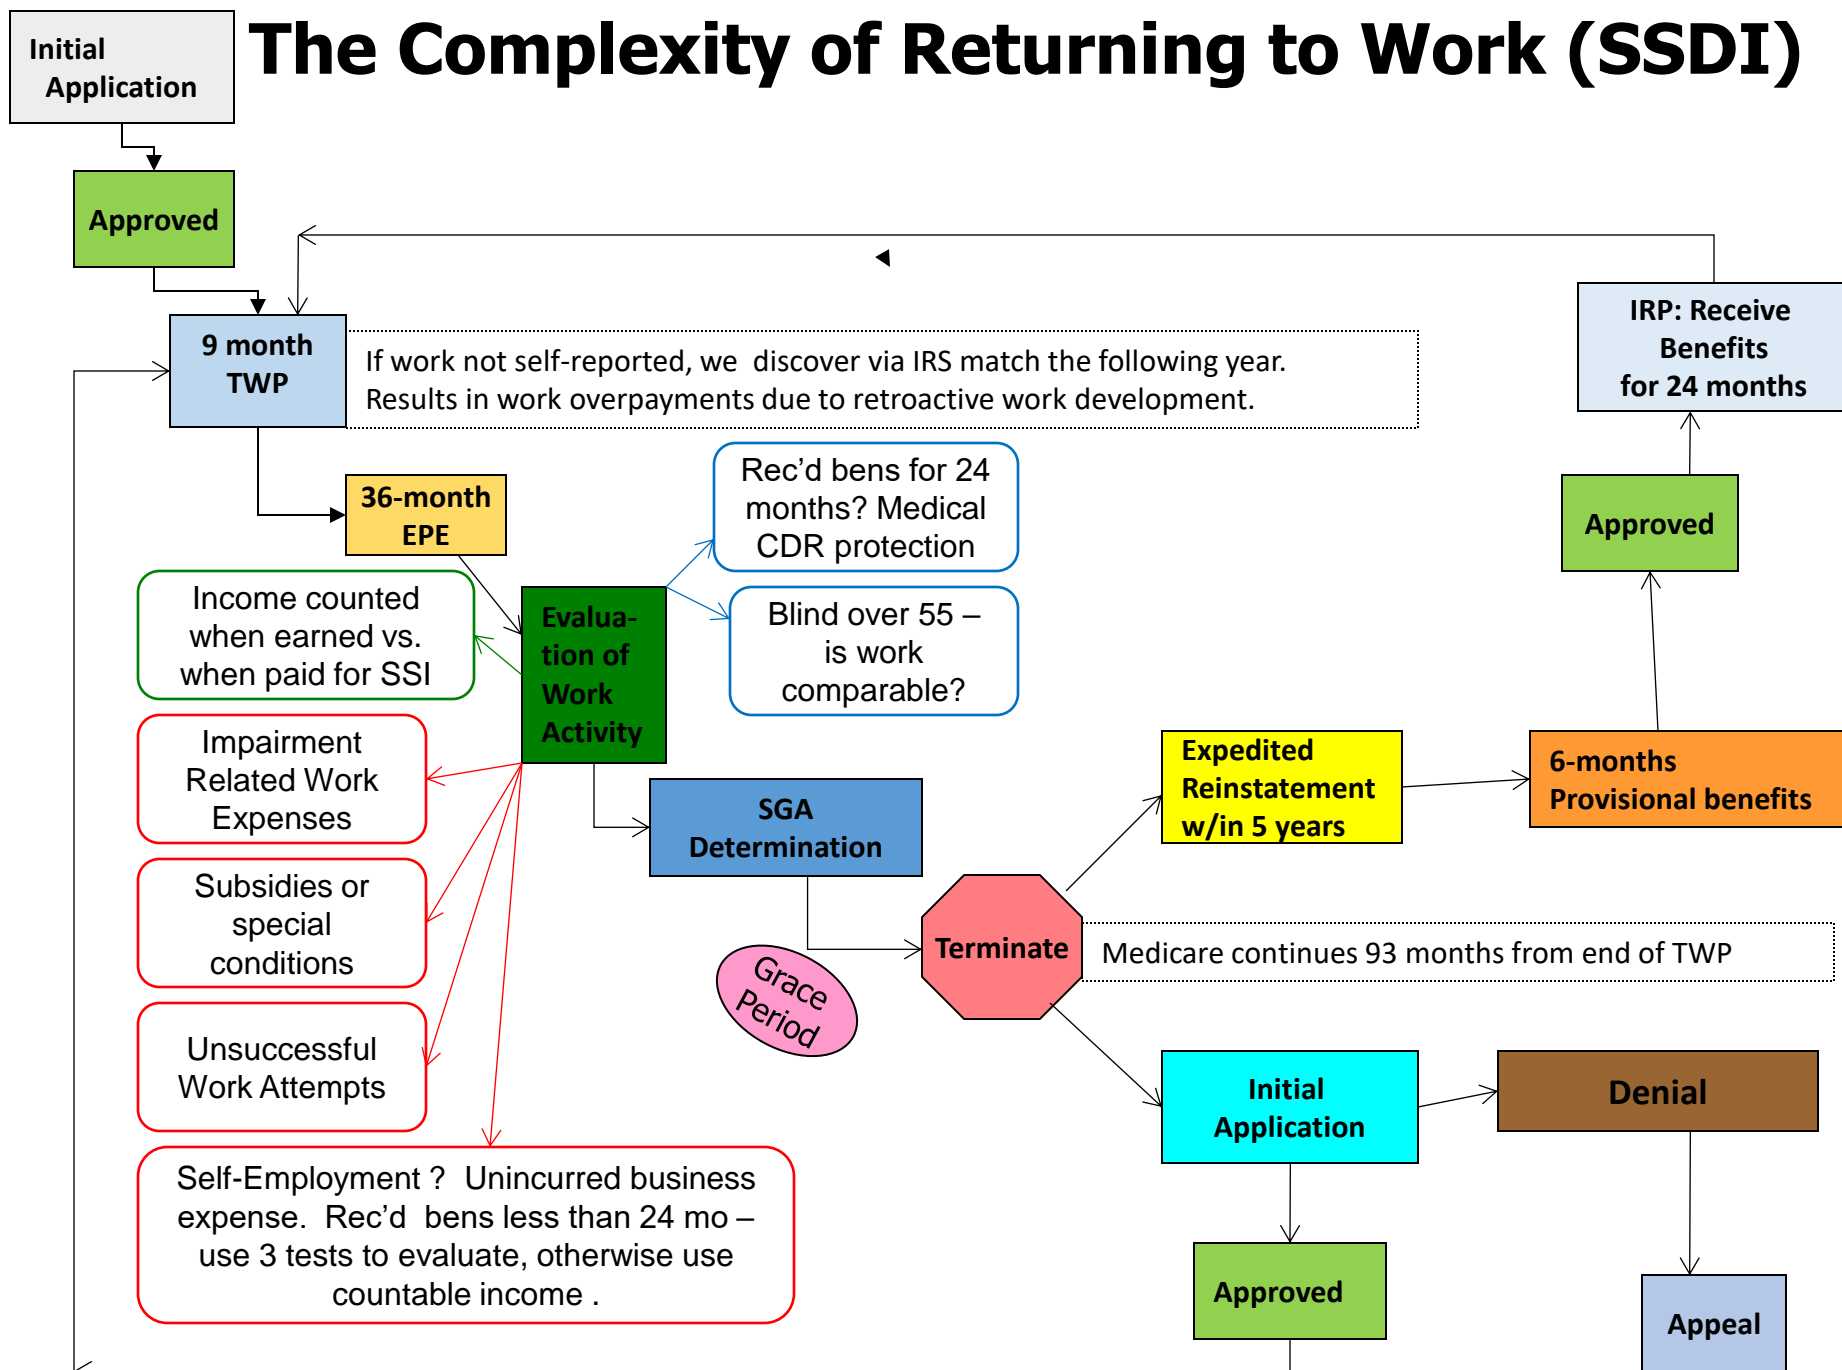 The Complexity of Returning to Work (SSDI)
Initial
Application
Approved
9 month
TWP
If work not self-reported, we  discover via IRS match the following year.
Results in work overpayments due to retroactive work development.
IRP: Receive
Benefits
for 24 months
36-month
EPE
Rec’d bens for 24
months? Medical
CDR protection
Approved
Income counted
when earned vs.
when paid for SSI
Evalua-
tion of
Work
Activity
Blind over 55 –
is work
comparable?
Impairment
Related Work
Expenses
SGA
Determination
Expedited
Reinstatement
w/in 5 years
6-months
Provisional benefits
Subsidies or
special
conditions
Grace
Period
Terminate
Medicare continues 93 months from end of TWP
Unsuccessful
Work Attempts
Initial
Application
Denial
Self-Employment ?  Unincurred business
expense.  Rec’d  bens less than 24 mo –
use 3 tests to evaluate, otherwise use
countable income .
Approved
Appeal